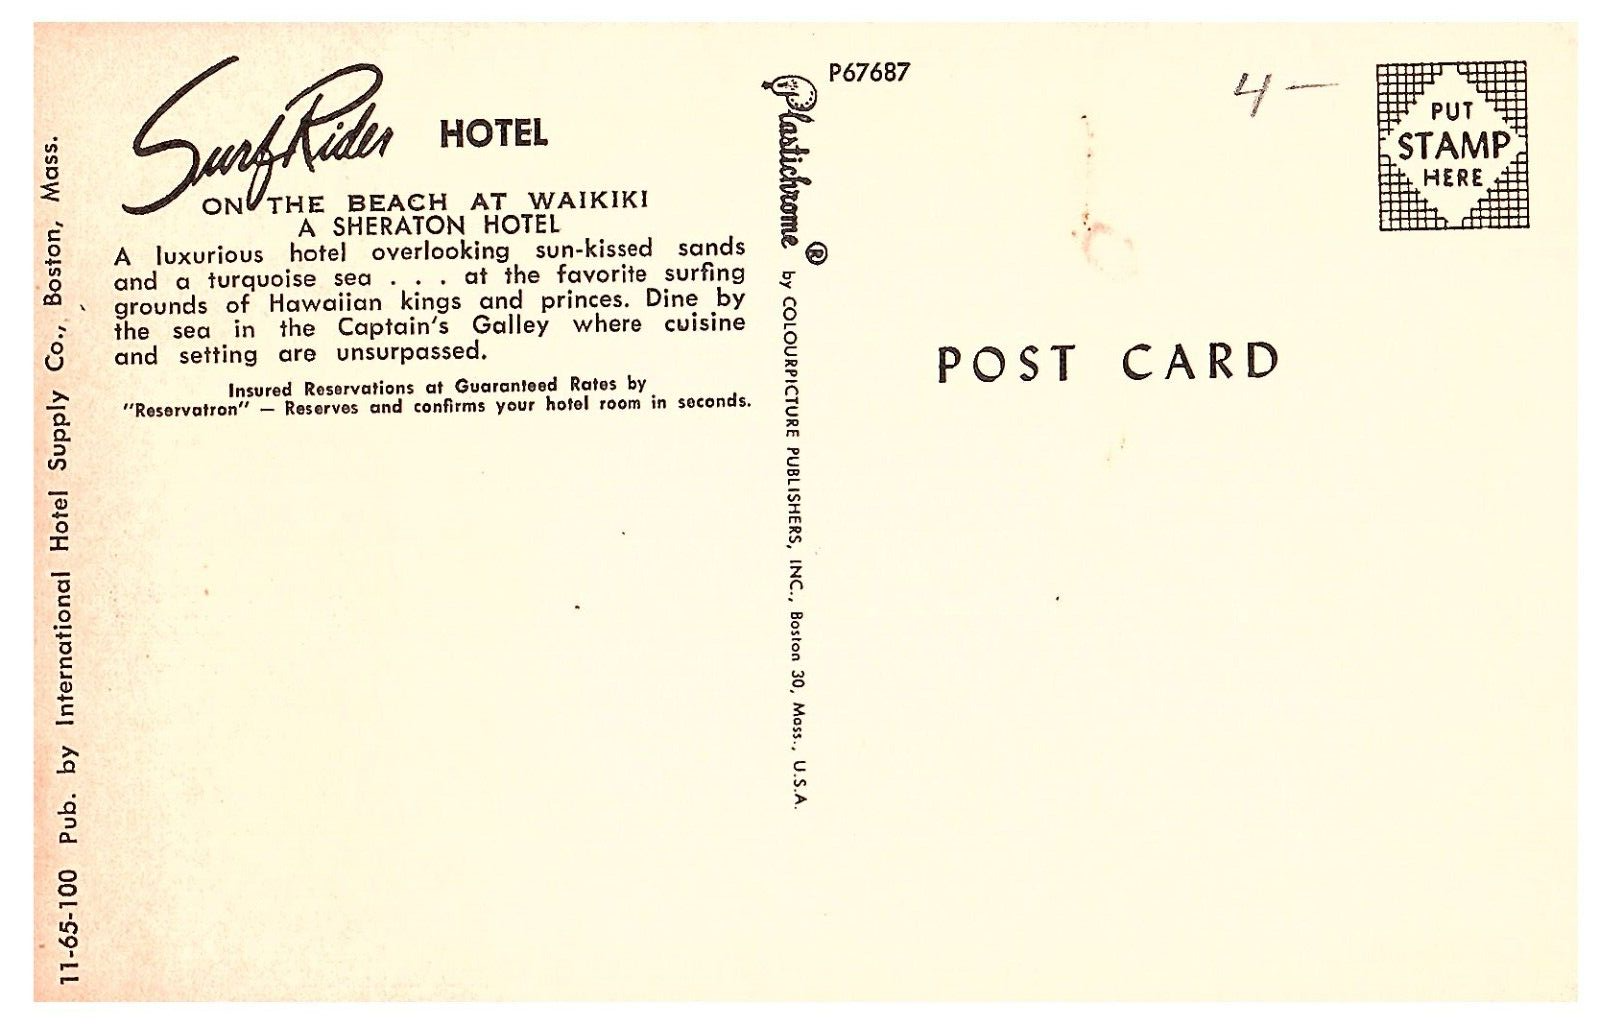 SurfRider HOTEL
ON THE BEACH AT WAIKIKI
A SHERATON HOTEL
A luxurious hotel overlooking sun-kissed sands
and a turquoise sea . . . at the favorite surfing
grounds of Hawaiian kings and princes. Dine by
the sea in the Captain's Galley where cuisine
and setting are unsurpassed.
Insured Reservations at Guaranteed Rates by
"Reservatron" — Reserves and confirms your hotel room in seconds.
11-65-100 Pub. by International Hotel Supply Co., Boston, Mass.
Plastichrome ® by COLOURPICTURE PUBLISHERS, INC., Boston 30, Mass., U.S.A.
P67687
4 —
PUT
STAMP
HERE
POST CARD